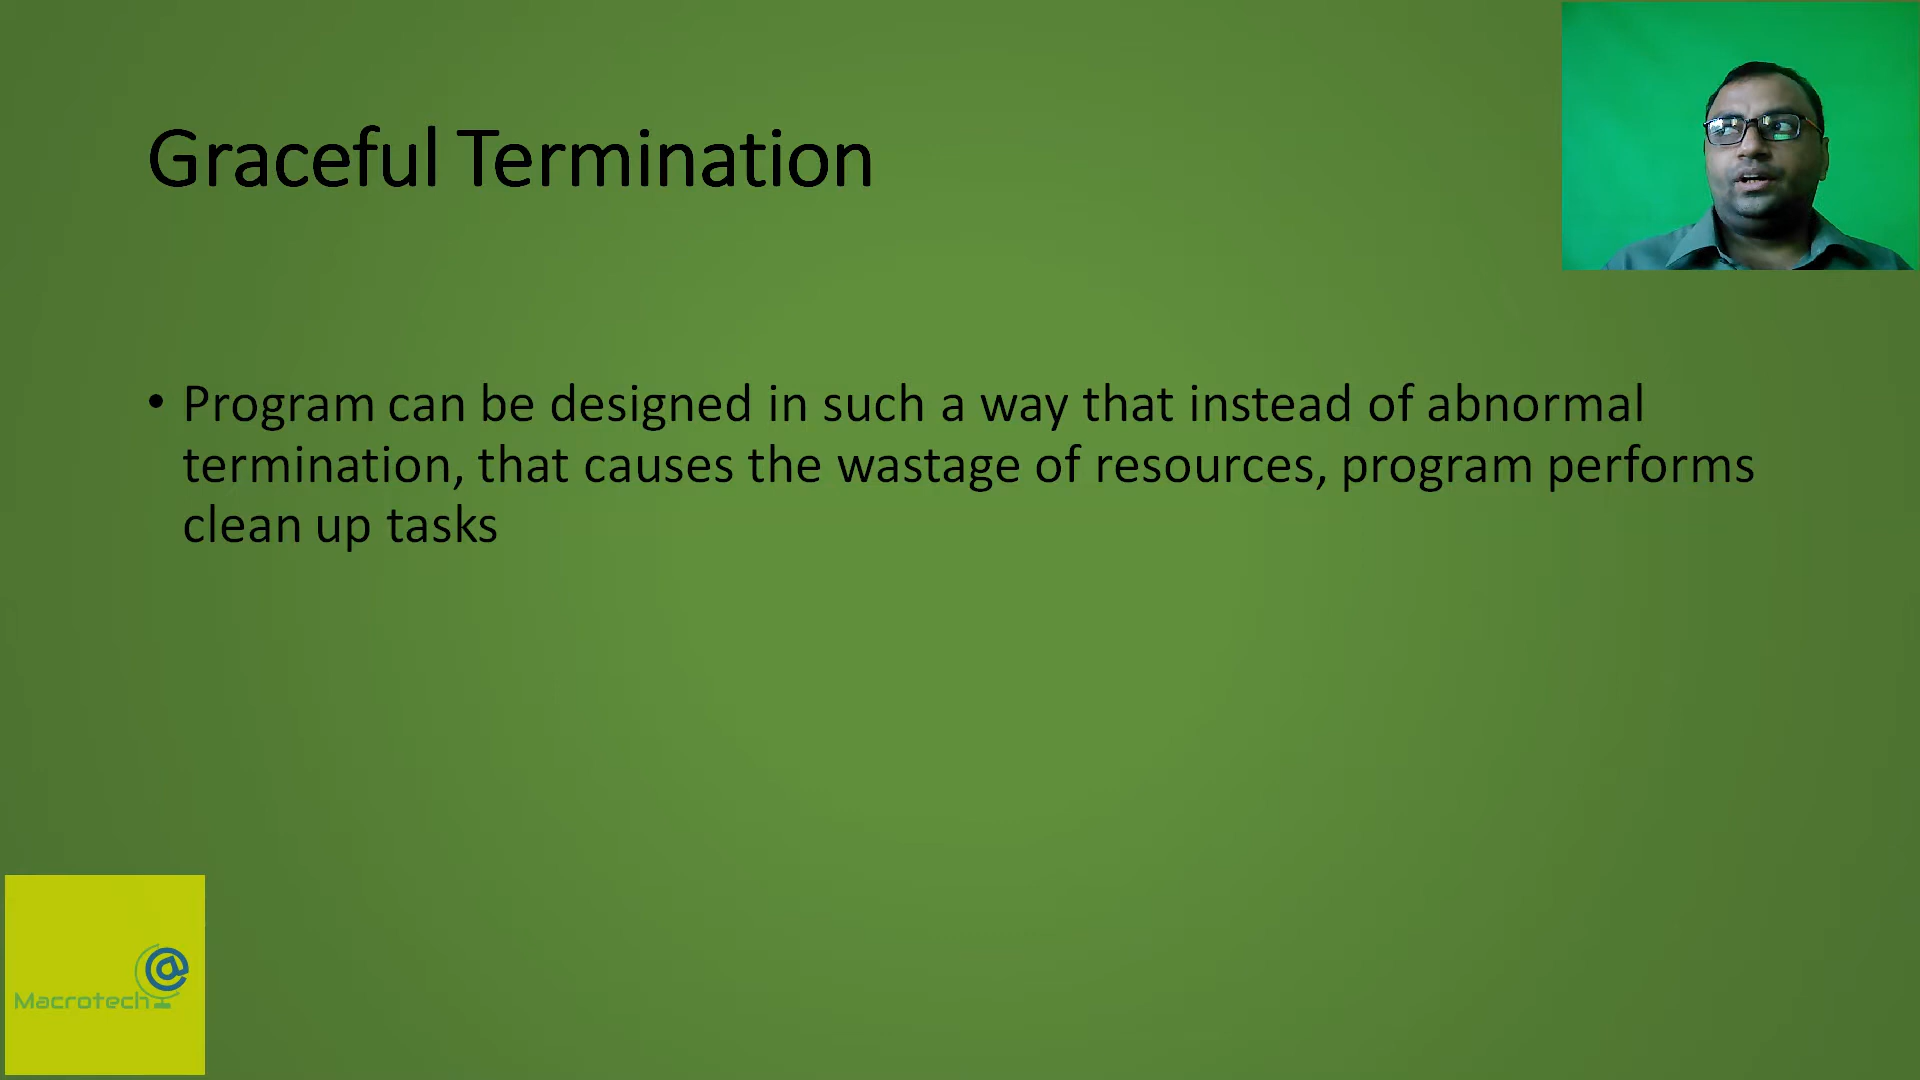 Graceful Termination
• Program can be designed in such a way that instead of abnormal
termination, that causes the wastage of resources, program performs
clean up tasks
@
Macrotech